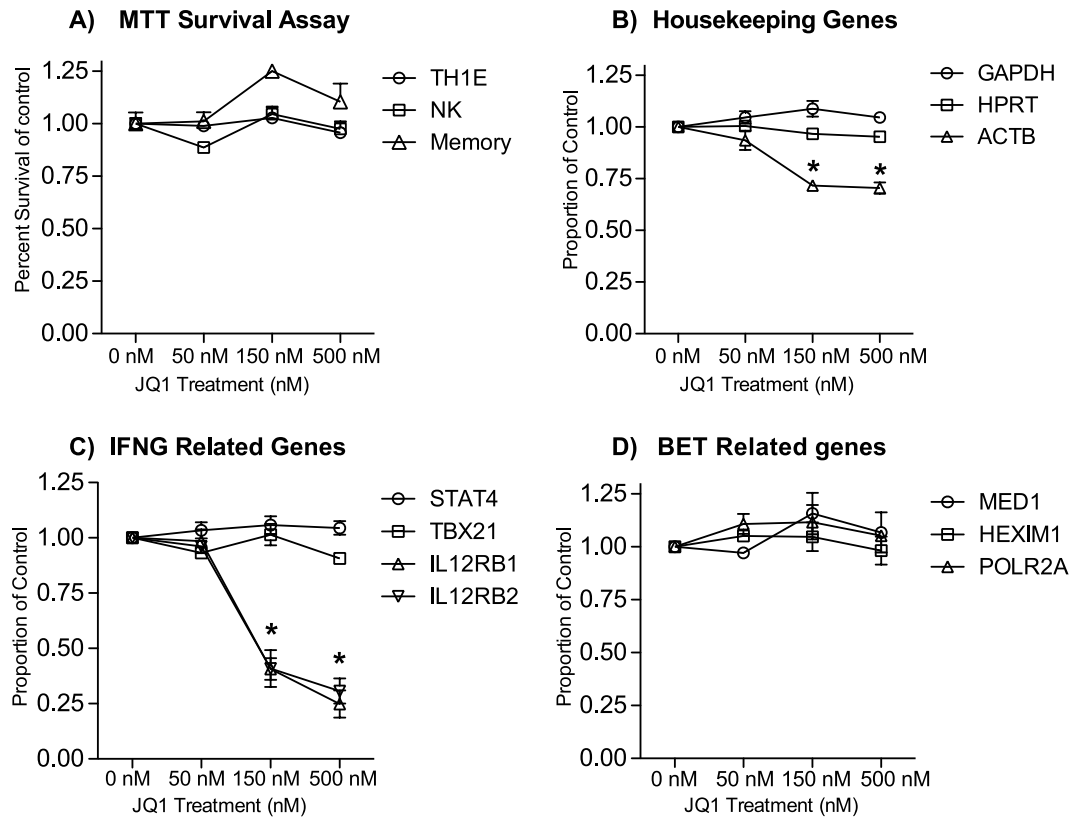 A) MTT Survival Assay
Percent Survival of control
1.25
1.00
0.75
0.50
0.25
0.00
0 nM 50 nM 150 nM 500 nM
JQ1 Treatment (nM)
TH1E
NK
Memory
B) Housekeeping Genes
Proportion of Control
1.25
1.00
0.75
0.50
0.25
0.00
* *
0 nM 50 nM 150 nM 500 nM
JQ1 Treatment (nM)
GAPDH
HPRT
ACTB
C) IFNG Related Genes
Proportion of Control
1.25
1.00
0.75
0.50
0.25
0.00
* *
0 nM 50 nM 150 nM 500 nM
JQ1 Treatment (nM)
STAT4
TBX21
IL12RB1
IL12RB2
D) BET Related genes
Proportion of Control
1.25
1.00
0.75
0.50
0.25
0.00
0 nM 50 nM 150 nM 500 nM
JQ1 Treatment (nM)
MED1
HEXIM1
POLR2A